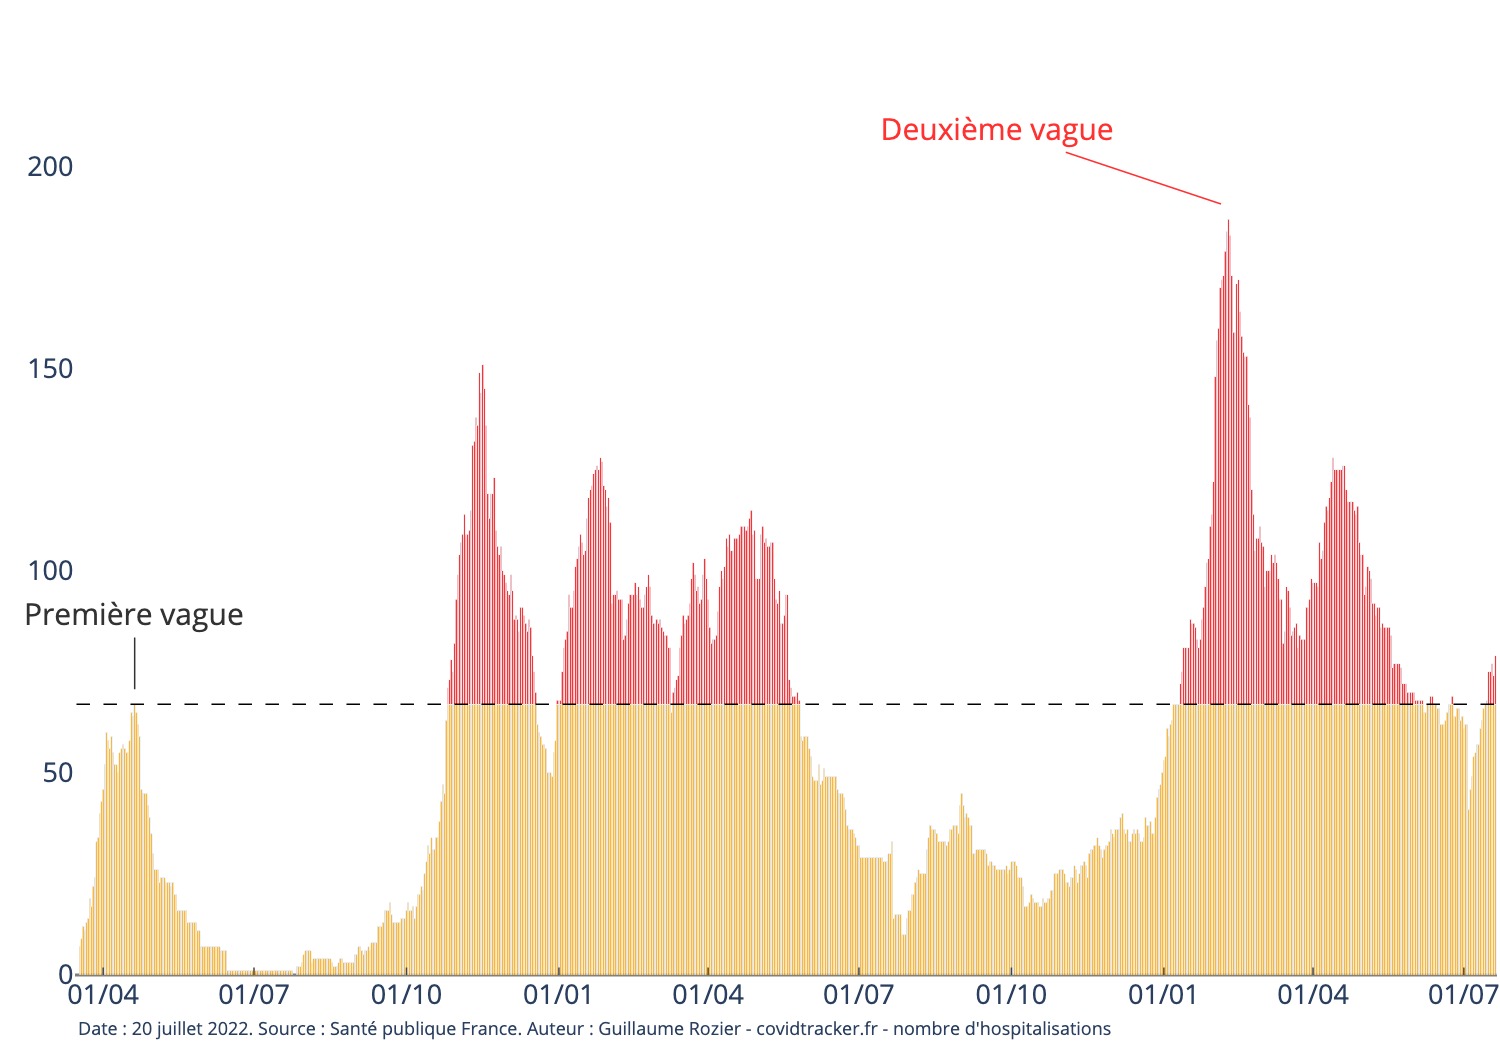 Deuxième vague
200
150
100
Première vague
50
0
01/04 01/07 01/10 01/01 01/04 01/07 01/10 01/01 01/04 01/07
Date : 20 juillet 2022. Source : Santé publique France. Auteur : Guillaume Rozier - covidtracker.fr - nombre d'hospitalisations